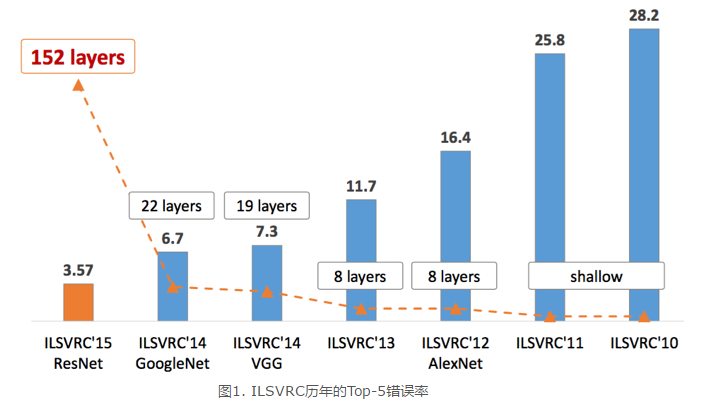 28.2
25.8
152 layers
16.4
11.7
22 layers
19 layers
6.7
7.3
3.57
8 layers
8 layers
shallow
ILSVRC'15
ResNet
ILSVRC'14
GoogleNet
ILSVRC'14
VGG
ILSVRC'13
ILSVRC'12
AlexNet
ILSVRC'11
ILSVRC'10
图1. ILSVRC历年的Top-5错误率